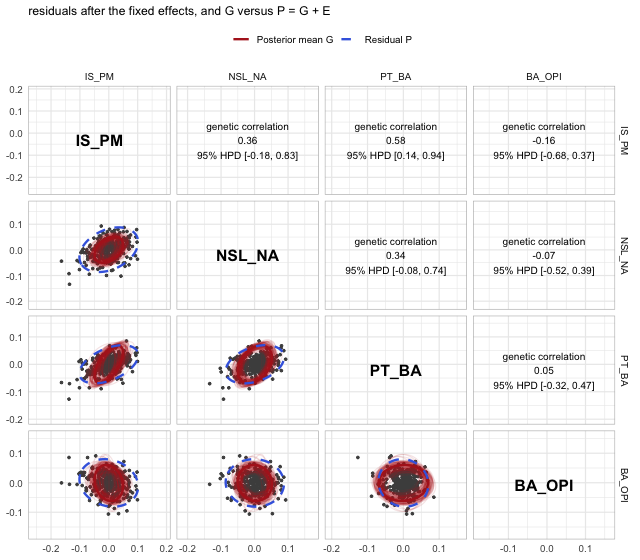 residuals after the fixed effects, and G versus P = G + E
Posterior mean G
Residual P
IS_PM
NSL_NA
PT_BA
BA_OPI
0.2
0.1
0.0
-0.1
-0.2
IS_PM
genetic correlation
0.36
95% HPD [-0.18, 0.83]
genetic correlation
0.58
95% HPD [0.14, 0.94]
genetic correlation
-0.16
95% HPD [-0.68, 0.37]
IS_PM
0.1
0.0
-0.1
-0.2
NSL_NA
genetic correlation
0.34
95% HPD [-0.08, 0.74]
genetic correlation
-0.07
95% HPD [-0.52, 0.39]
NSL_NA
0.1
0.0
-0.1
-0.2
PT_BA
genetic correlation
0.05
95% HPD [-0.32, 0.47]
PT_BA
0.1
0.0
-0.1
BA_OPI
BA_OPI
-0.2
-0.1
0.0
0.1
0.2
-0.1
0.0
0.1
-0.1
0.0
0.1
-0.1
0.0
0.1